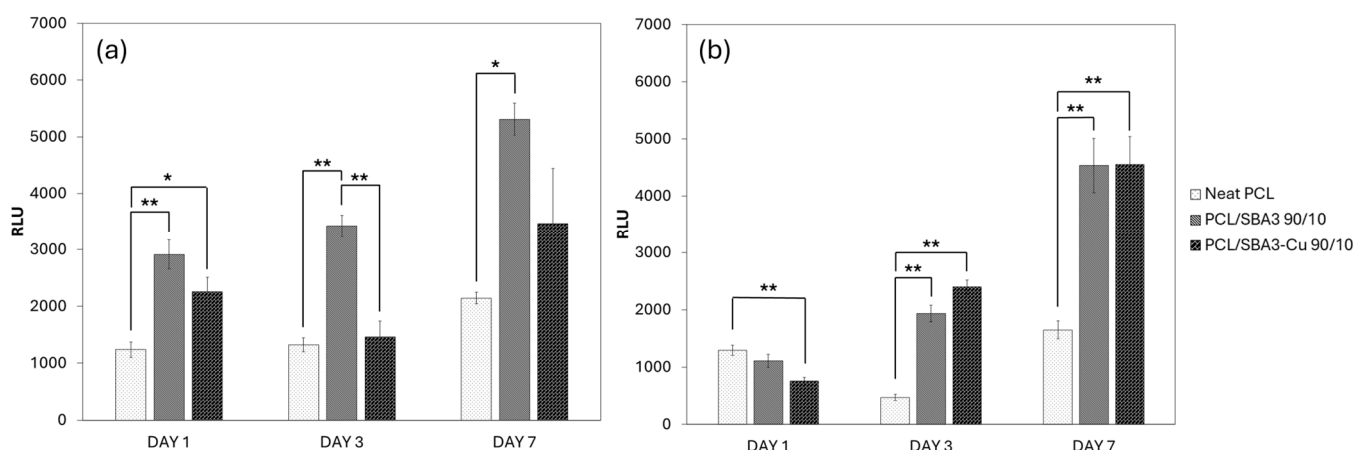 (a)
RLU
7000
6000
5000
4000
3000
2000
1000
0
**
*
**
**
*
DAY 1
DAY 3
DAY 7
(b)
RLU
7000
6000
5000
4000
3000
2000
1000
0
**
**
**
**
**
DAY 1
DAY 3
DAY 7
Neat PCL
PCL/SBA3 90/10
PCL/SBA3-Cu 90/10